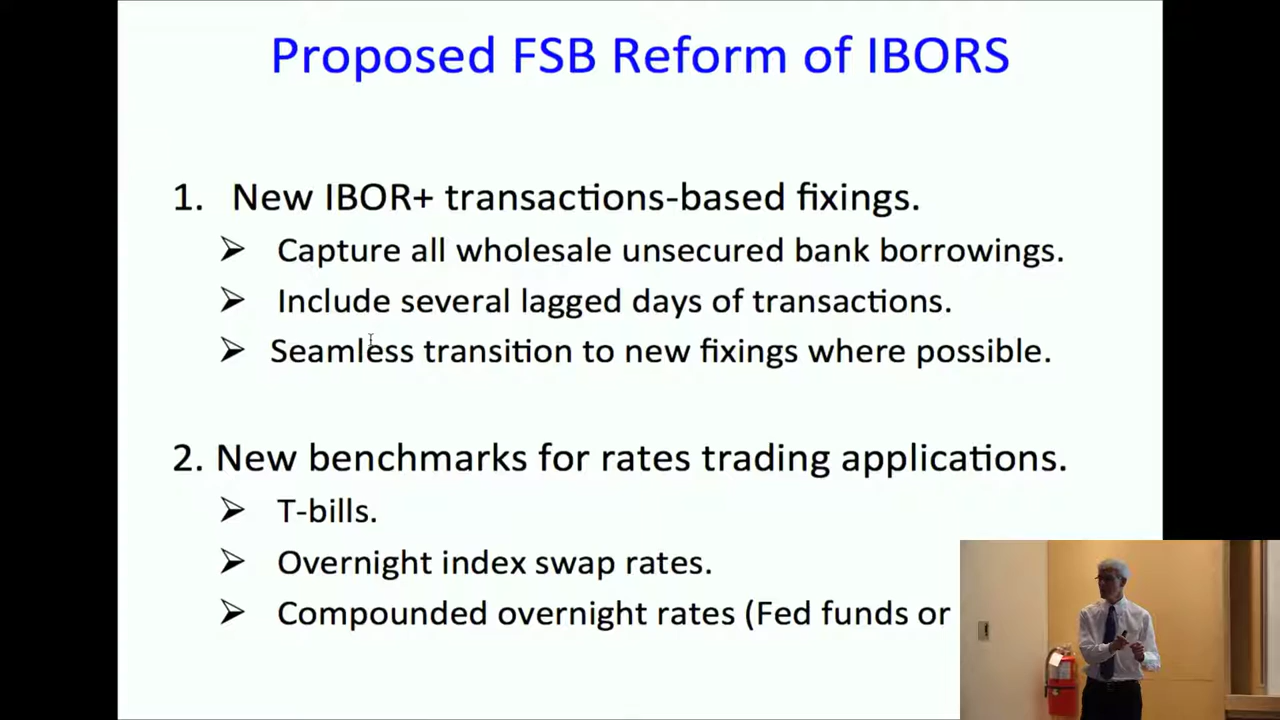 Proposed FSB Reform of IBORS
1. New IBOR+ transactions-based fixings.
➢ Capture all wholesale unsecured bank borrowings.
➢ Include several lagged days of transactions.
➢ Seamless transition to new fixings where possible.
2. New benchmarks for rates trading applications.
➢ T-bills.
➢ Overnight index swap rates.
➢ Compounded overnight rates (Fed funds or